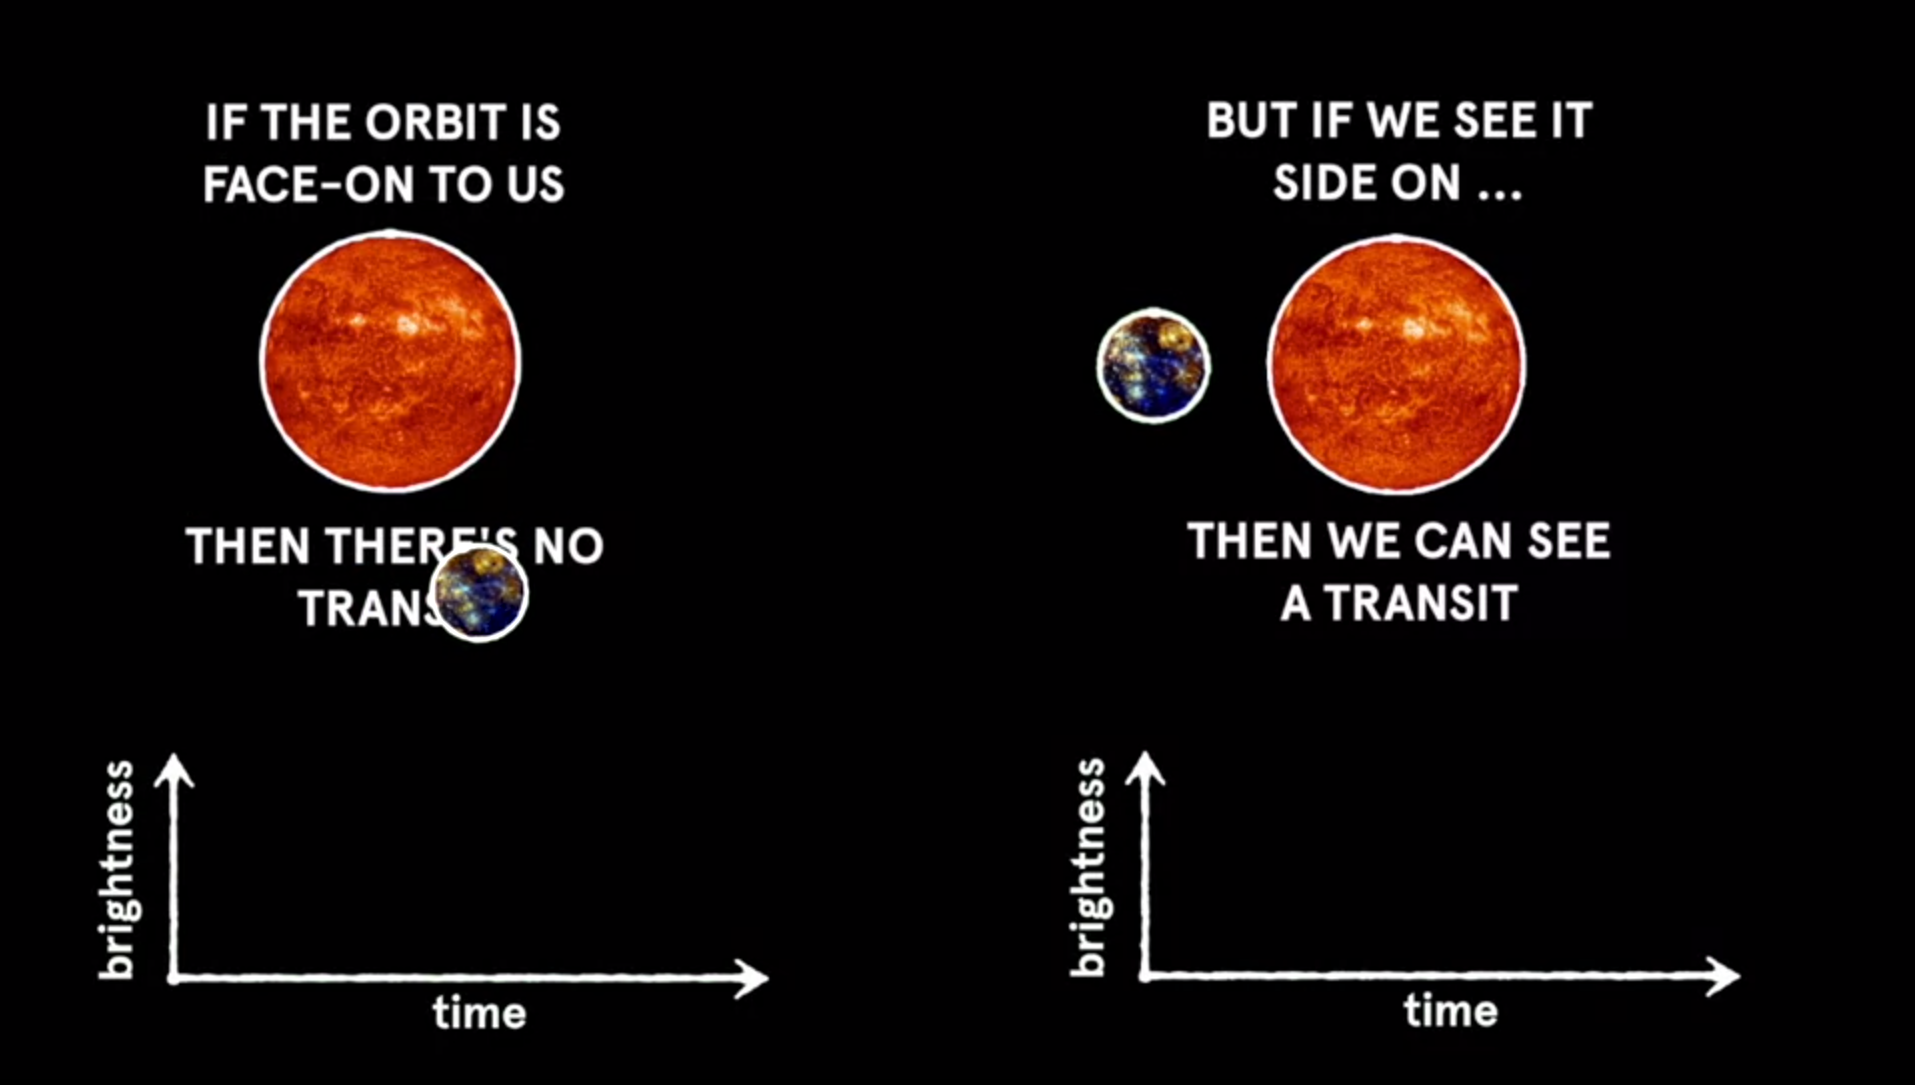 IF THE ORBIT IS
FACE-ON TO US
THEN THERE'S NO
brightness
time
BUT IF WE SEE IT
SIDE ON ...
THEN WE CAN SEE
A TRANSIT
brightness
time